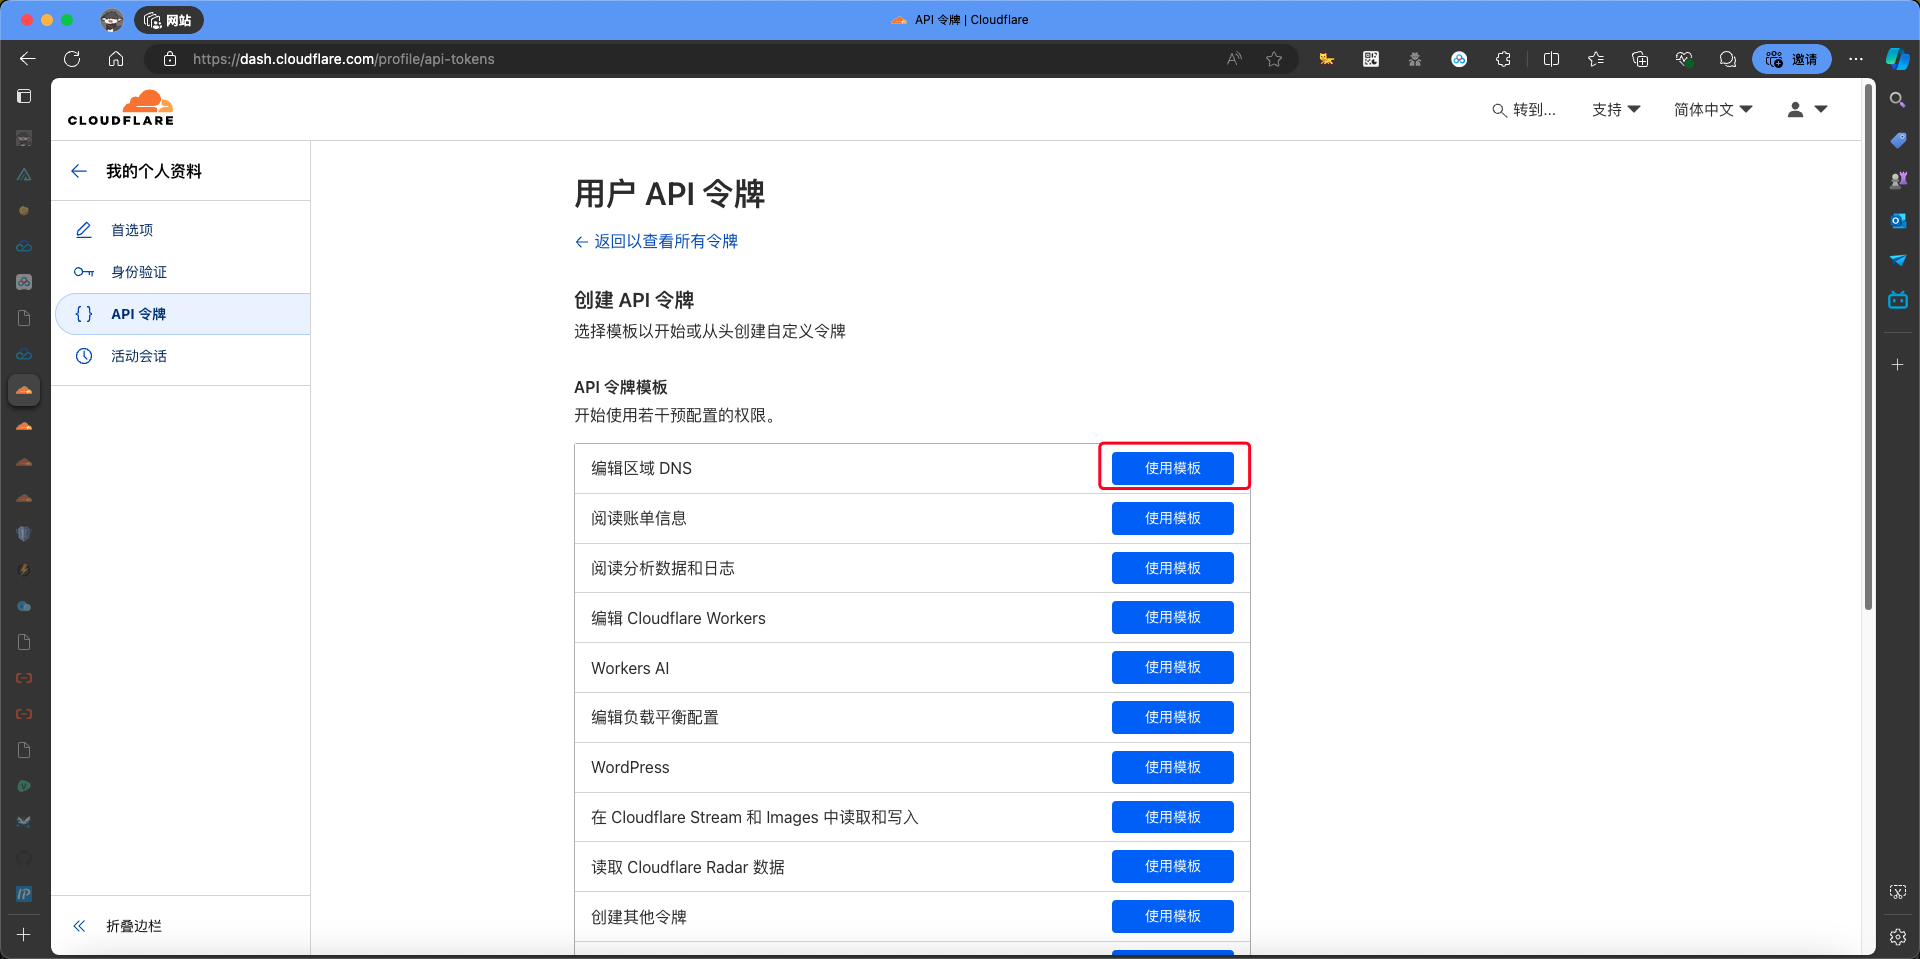 网站
API 令牌 | Cloudflare
https://dash.cloudflare.com/profile/api-tokens
邀请
CLOUDFLARE
转到...
支持
简体中文
我的个人资料
首选项
身份验证
API 令牌
活动会话
折叠边栏
用户 API 令牌
返回以查看所有令牌
创建 API 令牌
选择模板以开始或从头创建自定义令牌
API 令牌模板
开始使用若干预配置的权限。
编辑区域 DNS 使用模板
阅读账单信息 使用模板
阅读分析数据和日志 使用模板
编辑 Cloudflare Workers 使用模板
Workers AI 使用模板
编辑负载平衡配置 使用模板
WordPress 使用模板
在 Cloudflare Stream 和 Images 中读取和写入 使用模板
读取 Cloudflare Radar 数据 使用模板
创建其他令牌 使用模板
IP